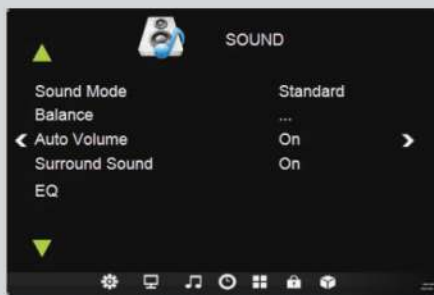 SOUND
Sound Mode Standard
Balance ...
Auto Volume On
Surround Sound On
EQ